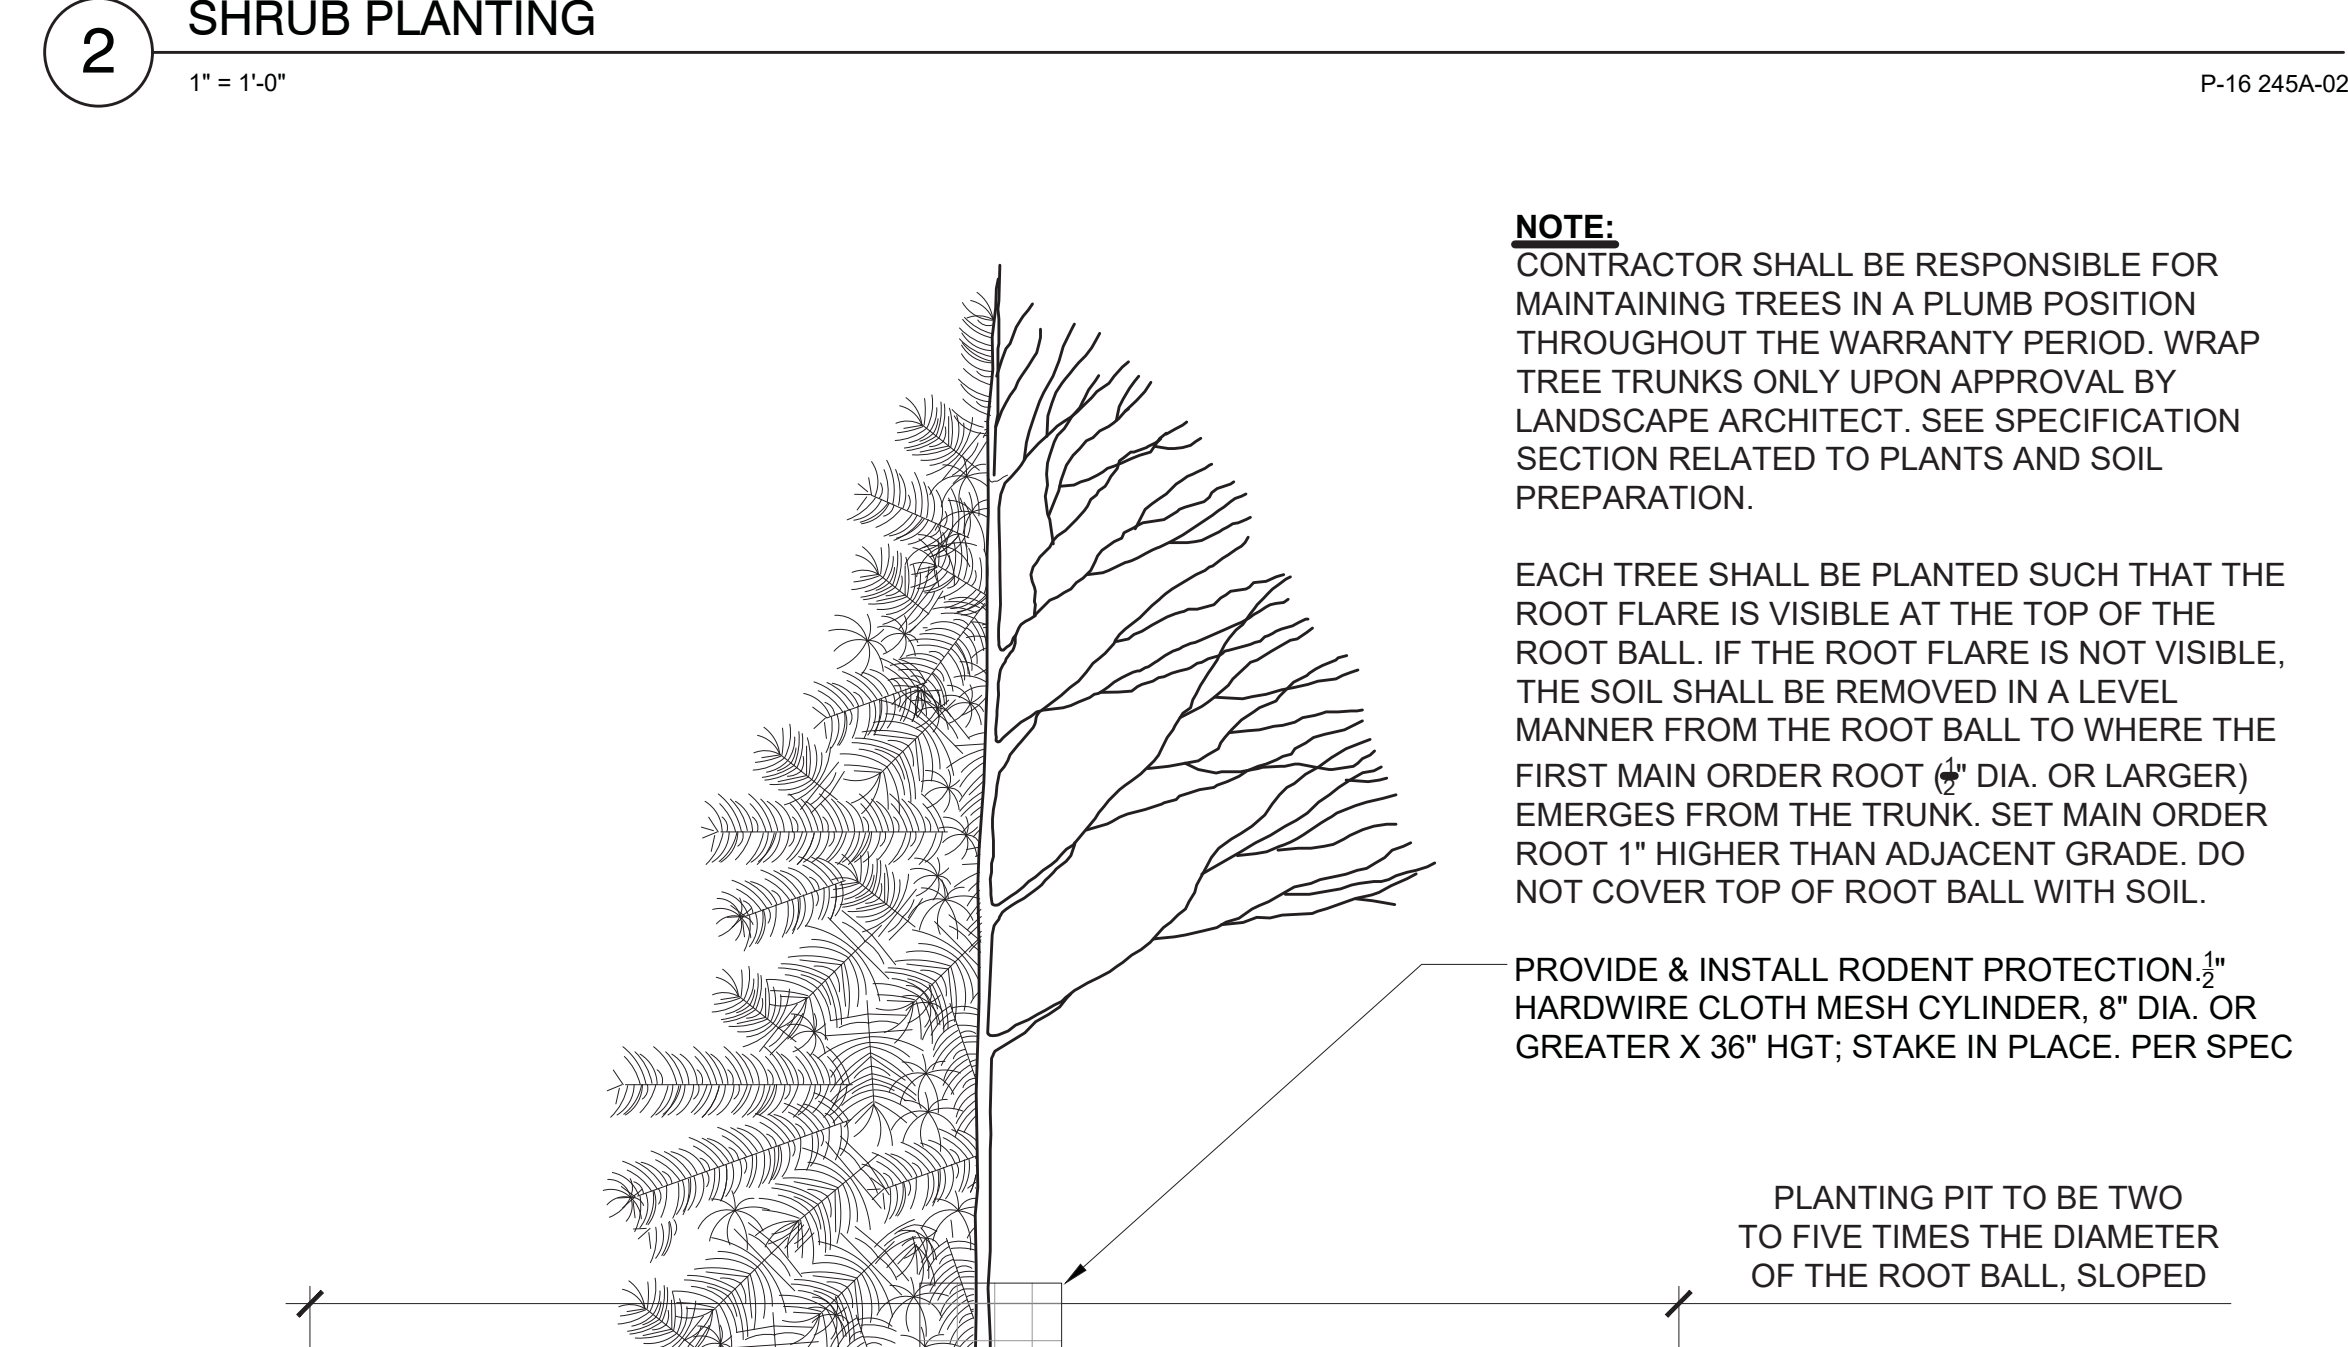 2
SHRUB PLANTING
1" = 1'-0"
P-16 245A-02
NOTE:
CONTRACTOR SHALL BE RESPONSIBLE FOR
MAINTAINING TREES IN A PLUMB POSITION
THROUGHOUT THE WARRANTY PERIOD. WRAP
TREE TRUNKS ONLY UPON APPROVAL BY
LANDSCAPE ARCHITECT. SEE SPECIFICATION
SECTION RELATED TO PLANTS AND SOIL
PREPARATION.
EACH TREE SHALL BE PLANTED SUCH THAT THE
ROOT FLARE IS VISIBLE AT THE TOP OF THE
ROOT BALL. IF THE ROOT FLARE IS NOT VISIBLE,
THE SOIL SHALL BE REMOVED IN A LEVEL
MANNER FROM THE ROOT BALL TO WHERE THE
FIRST MAIN ORDER ROOT (1/2" DIA. OR LARGER)
EMERGES FROM THE TRUNK. SET MAIN ORDER
ROOT 1" HIGHER THAN ADJACENT GRADE. DO
NOT COVER TOP OF ROOT BALL WITH SOIL.
PROVIDE & INSTALL RODENT PROTECTION.1/2"
HARDWIRE CLOTH MESH CYLINDER, 8" DIA. OR
GREATER X 36" HGT; STAKE IN PLACE. PER SPEC
PLANTING PIT TO BE TWO
TO FIVE TIMES THE DIAMETER
OF THE ROOT BALL, SLOPED